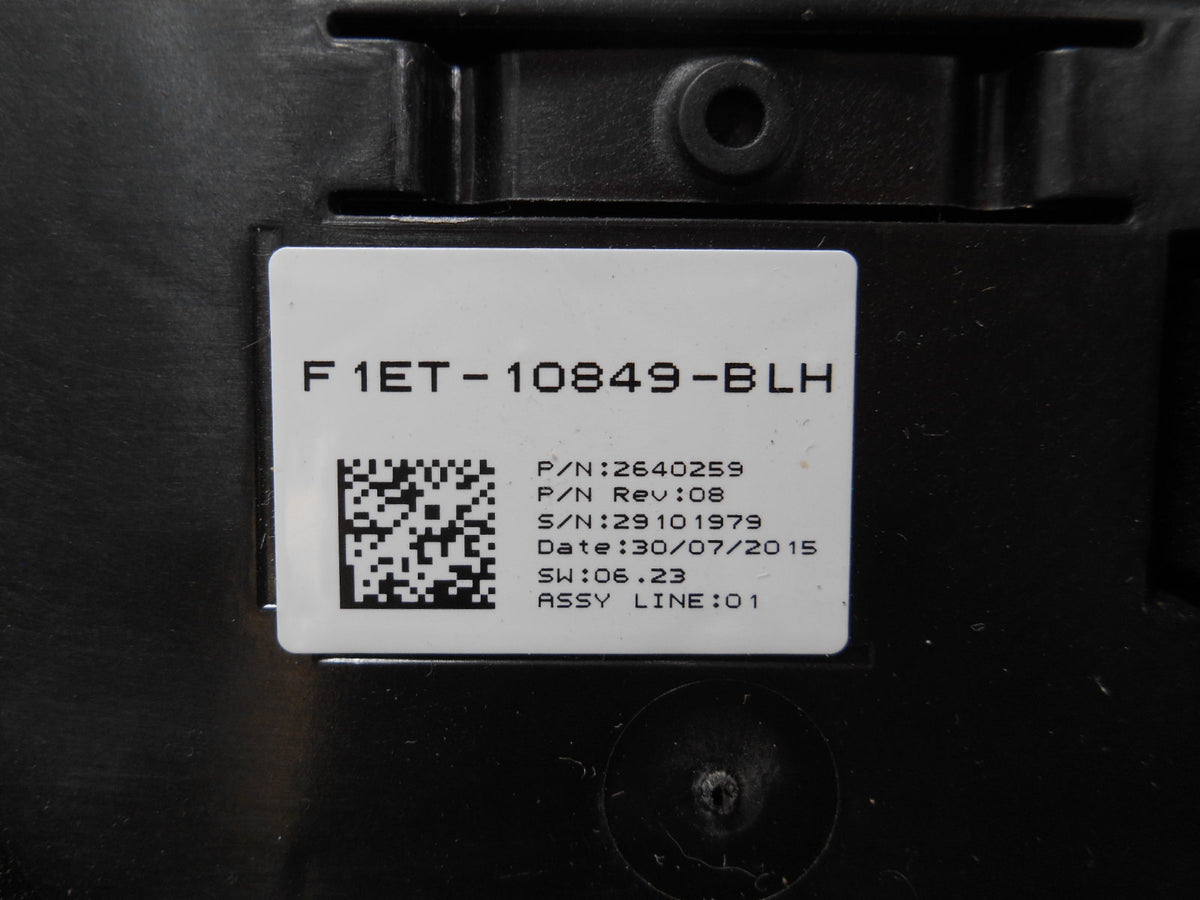 F1ET-10849-BLH
P/N:2640259
P/N Rev:08
S/N:29101979
Date:30/07/2015
SW:06.23
ASSY LINE:01